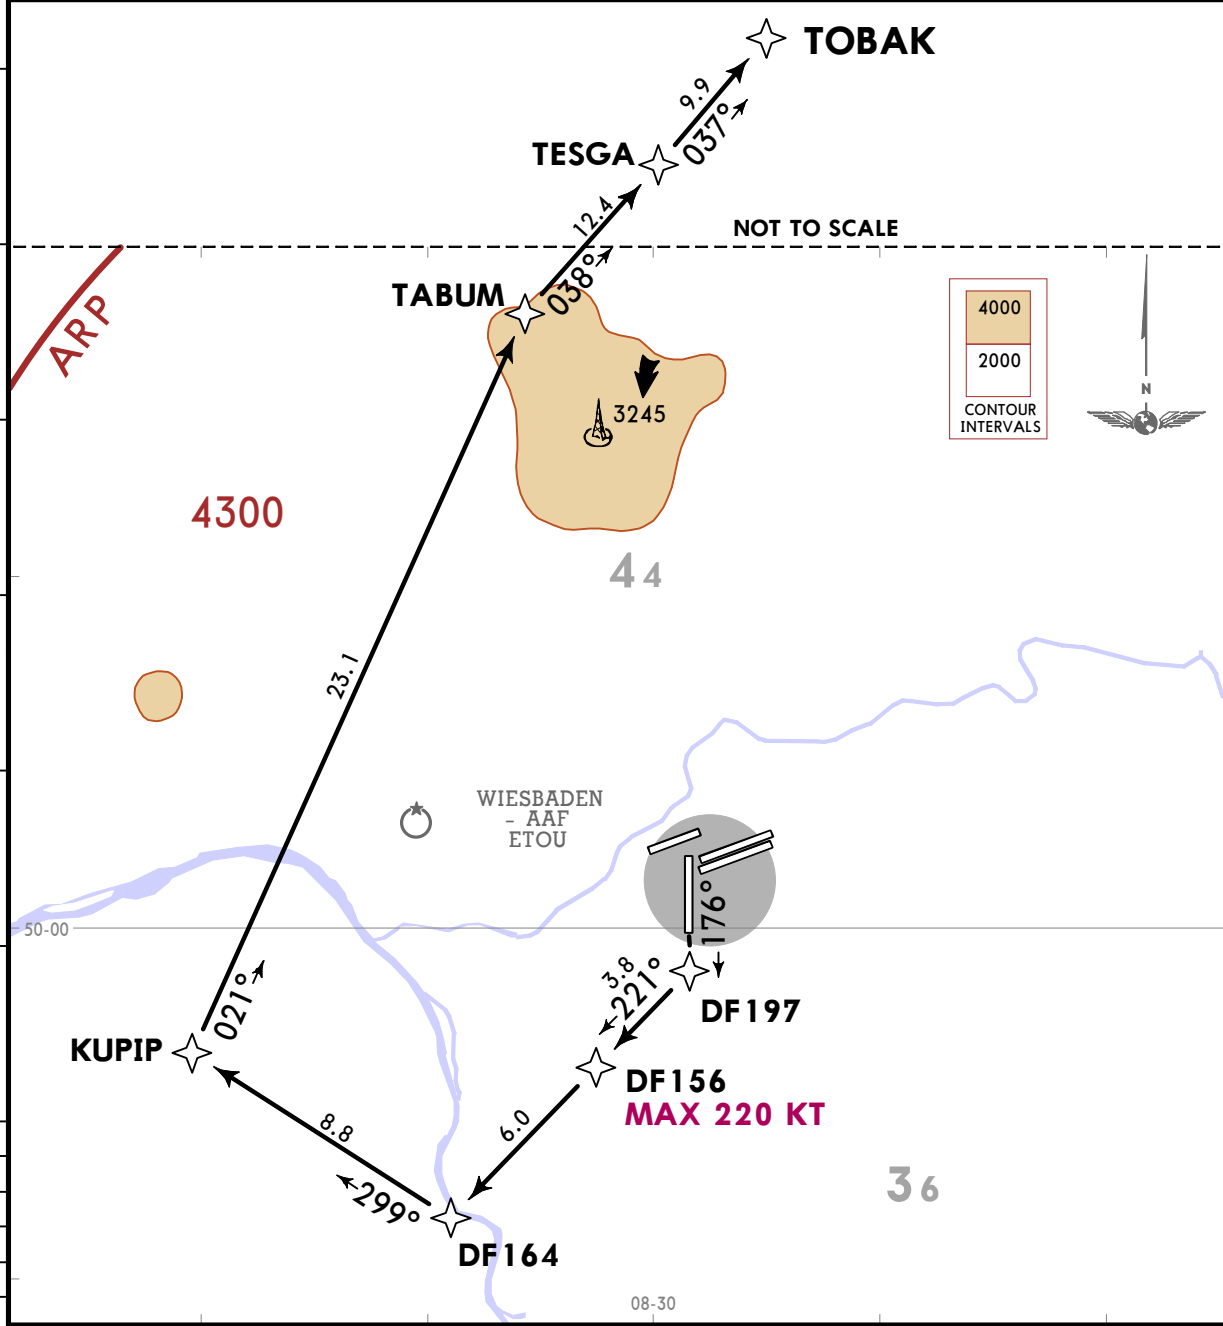 TOBAK
9.9
037°
TESGA
12.4
NOT TO SCALE
038°
TABUM
ARP
4000
2000
CONTOUR
INTERVALS
N
3245
4300
44
23.1
WIESBADEN
- AAF
ETOU
176°
50-00
3.8
221°
DF197
021°
KUPIP
DF156
MAX 220 KT
8.8
6.0
36
299°
DF164
08-30